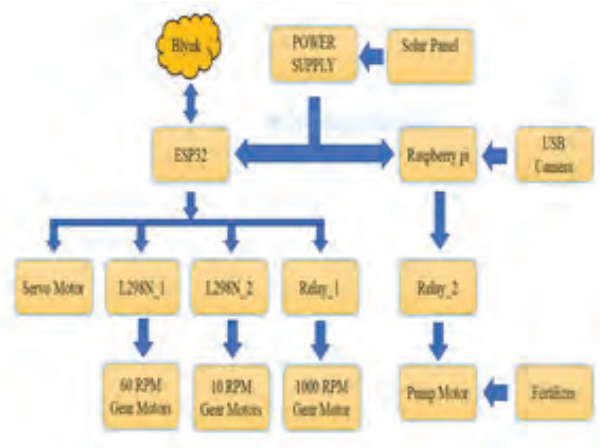 Blynk
POWER
SUPPLY
Solar Panel
ESP32
Raspberry pi
USB
Camera
Servo Motor
L298N_1
L298N_2
Relay_1
Relay_2
60 RPM
Gear Motors
10 RPM
Gear Motors
1000 RPM
Gear Motor
Pump Motor
Fertilizer